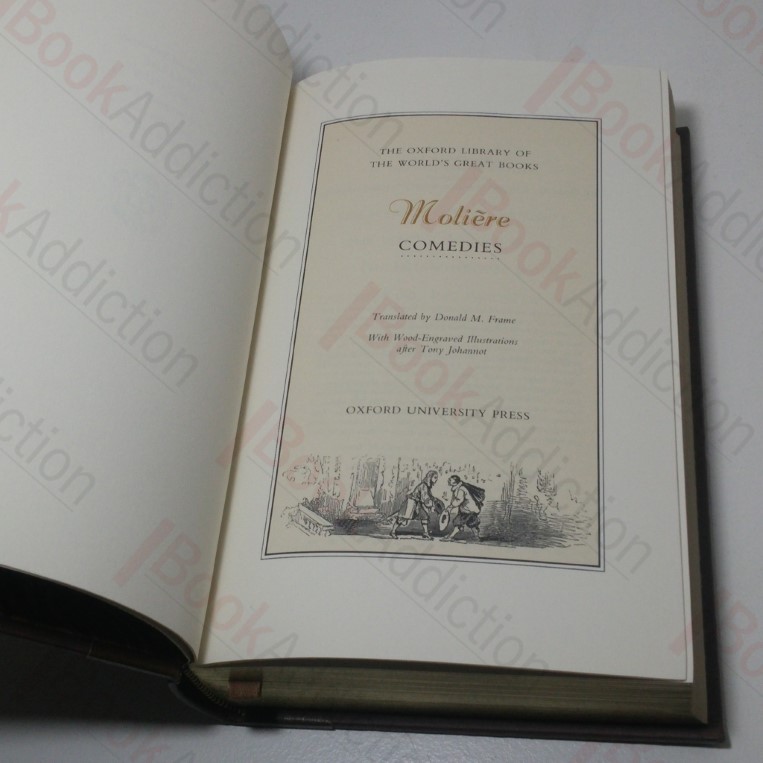 THE OXFORD LIBRARY OF
THE WORLD'S GREAT BOOKS
Molière
COMEDIES
Translated by Donald M. Frame
With Wood-Engraved Illustrations
after Tony Johannot
OXFORD UNIVERSITY PRESS
BookAddiction